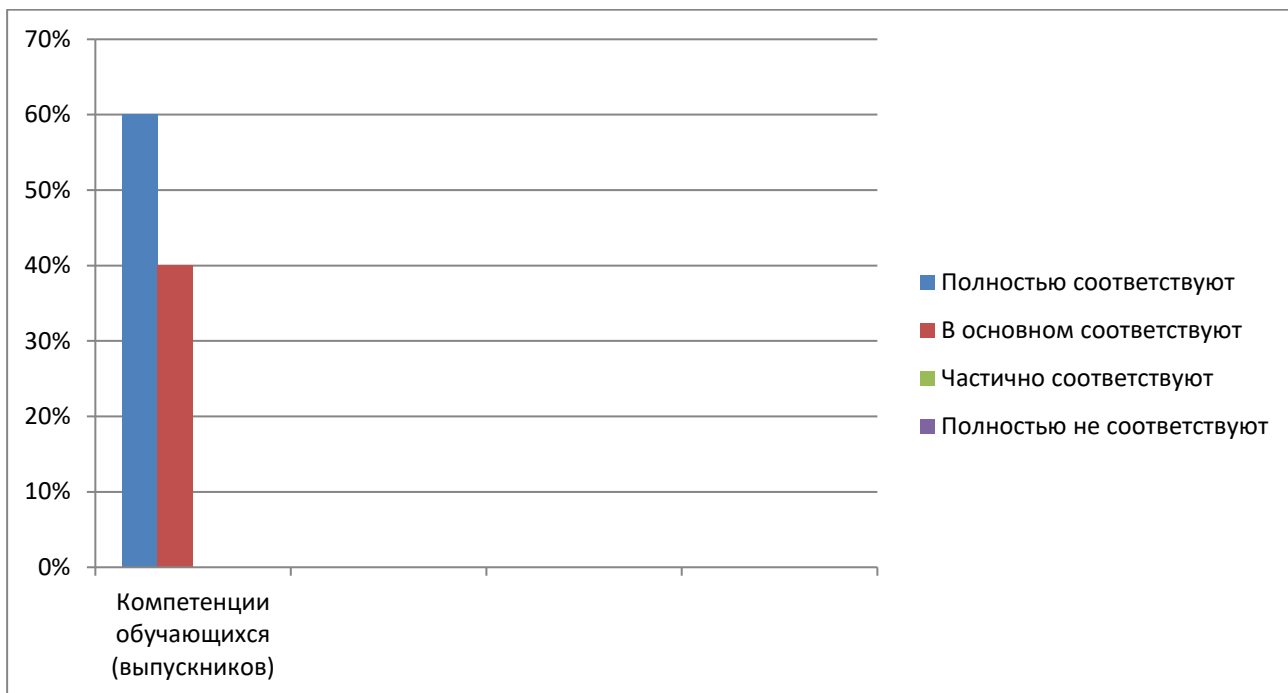 70%
60%
50%
40%
30%
20%
10%
0%
Компетенции
обучающихся
(выпускников)
Полностью соответствуют
В основном соответствуют
Частично соответствуют
Полностью не соответствуют